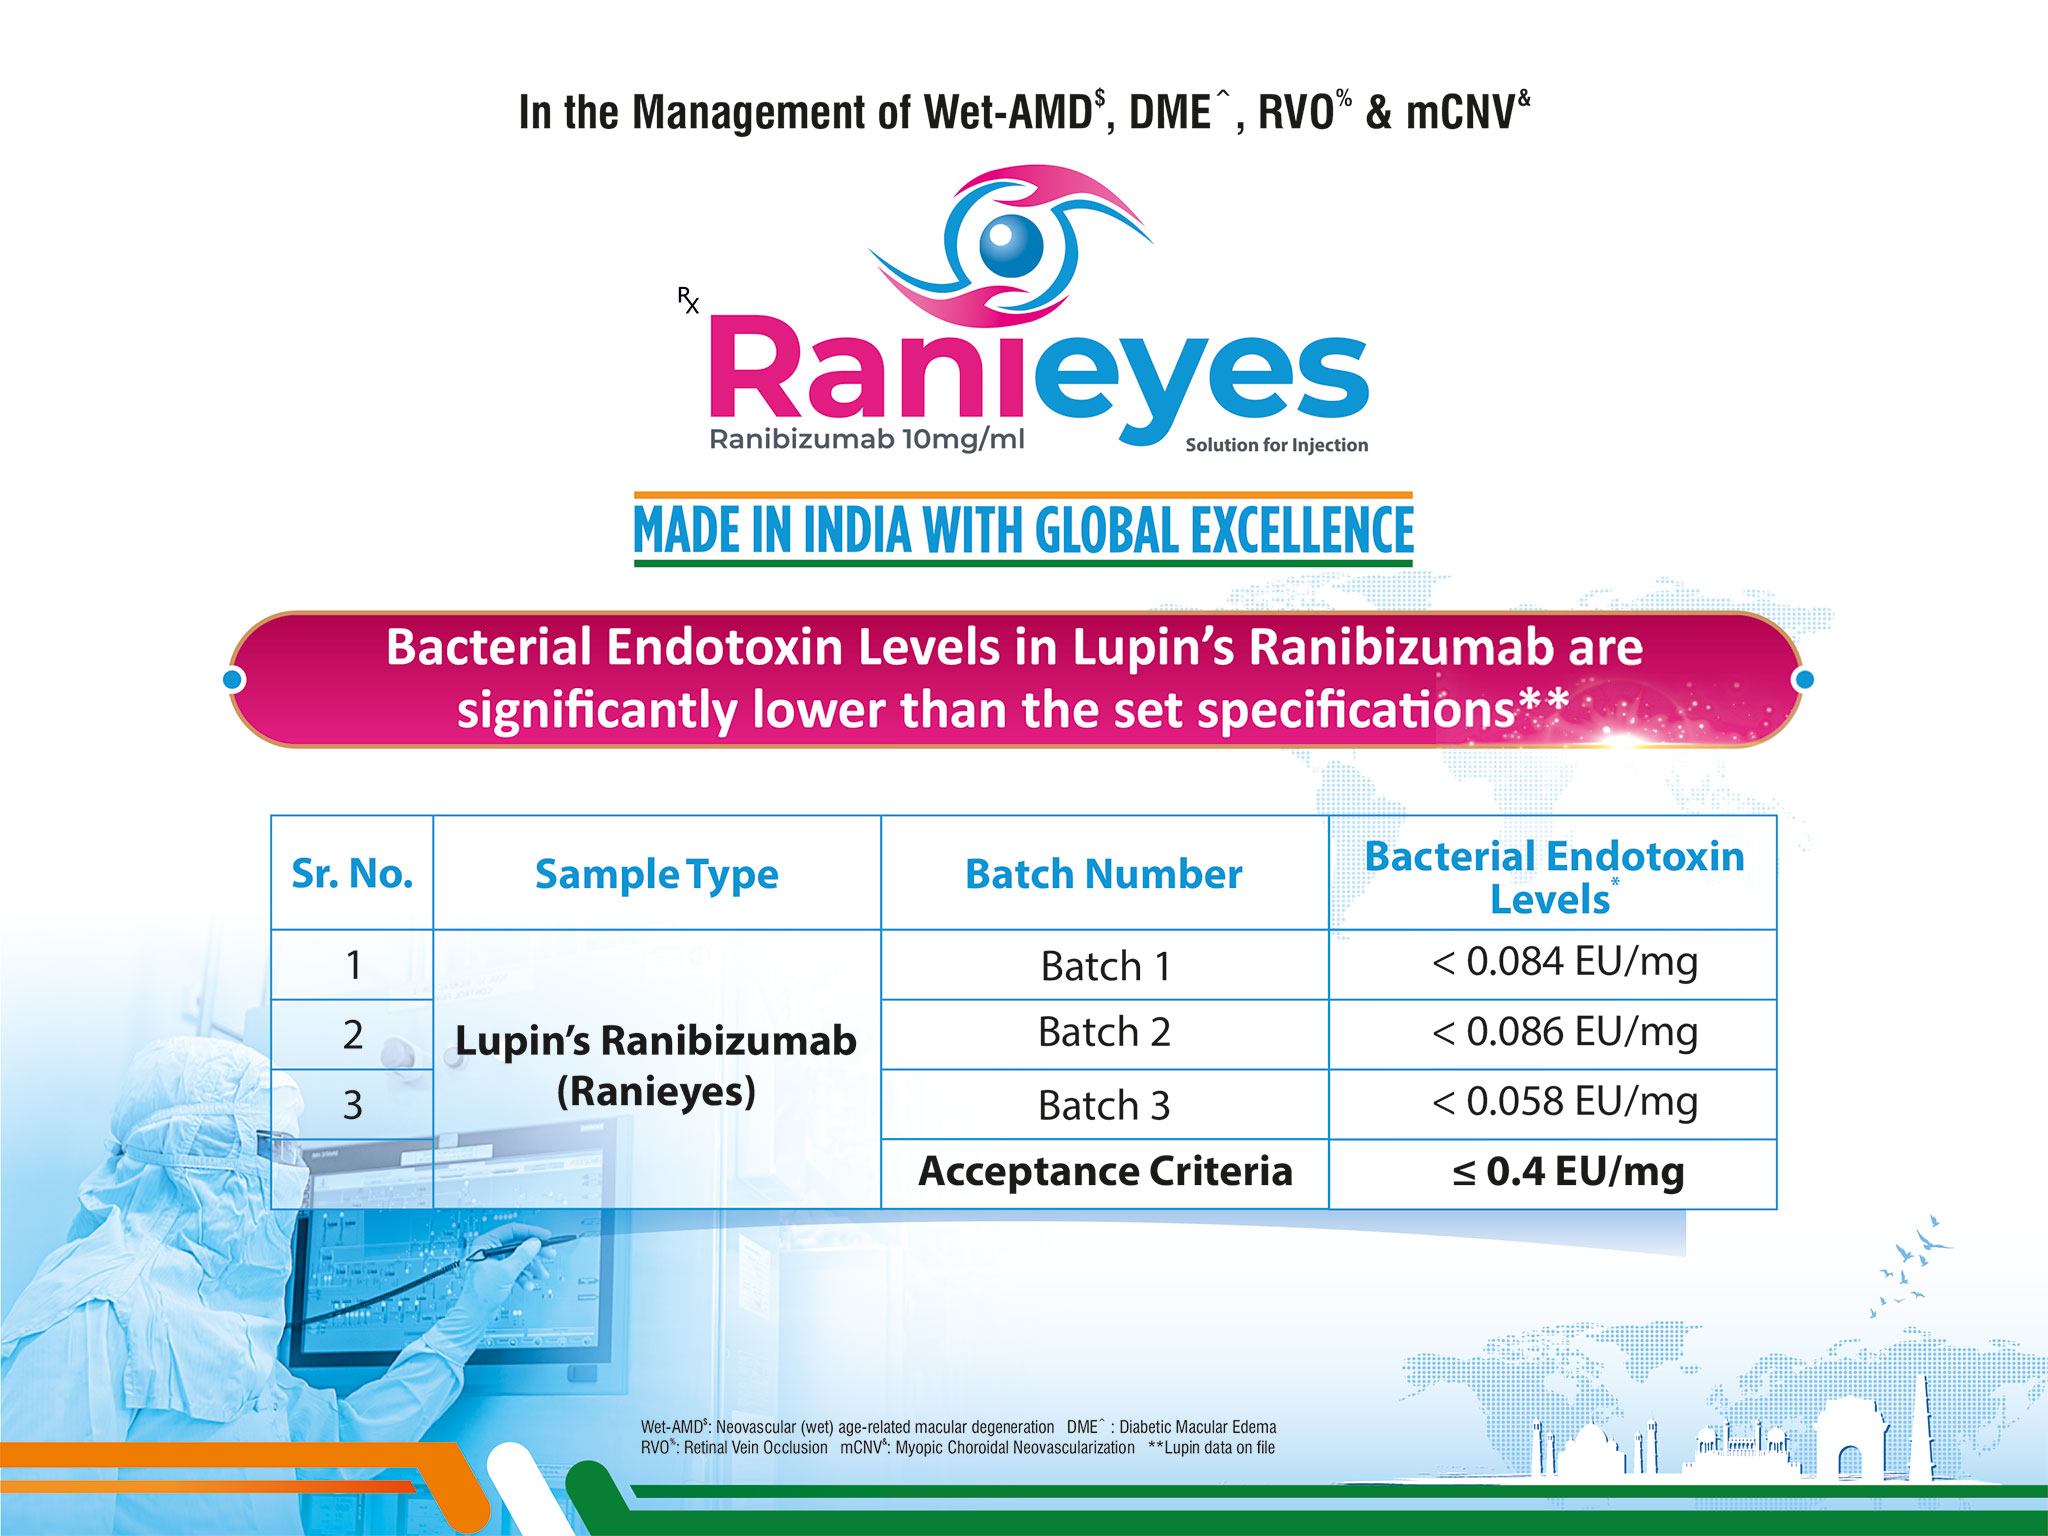 In the Management of Wet-AMD$, DME^, RVO% & mCNV&
Rx
Ranieyes
Ranibizumab 10mg/ml
Solution for Injection
MADE IN INDIA WITH GLOBAL EXCELLENCE
Bacterial Endotoxin Levels in Lupin's Ranibizumab are
significantly lower than the set specifications**
Sr. No. Sample Type Batch Number Bacterial Endotoxin
Levels*
1 Batch 1 < 0.084 EU/mg
2 Batch 2 < 0.086 EU/mg
Lupin's Ranibizumab
(Ranieyes)
3 Batch 3 < 0.058 EU/mg
Acceptance Criteria ≤ 0.4 EU/mg
Wet-AMD$: Neovascular (wet) age-related macular degeneration DME^ : Diabetic Macular Edema
RVO%: Retinal Vein Occlusion mCNV&: Myopic Choroidal Neovascularization **Lupin data on file